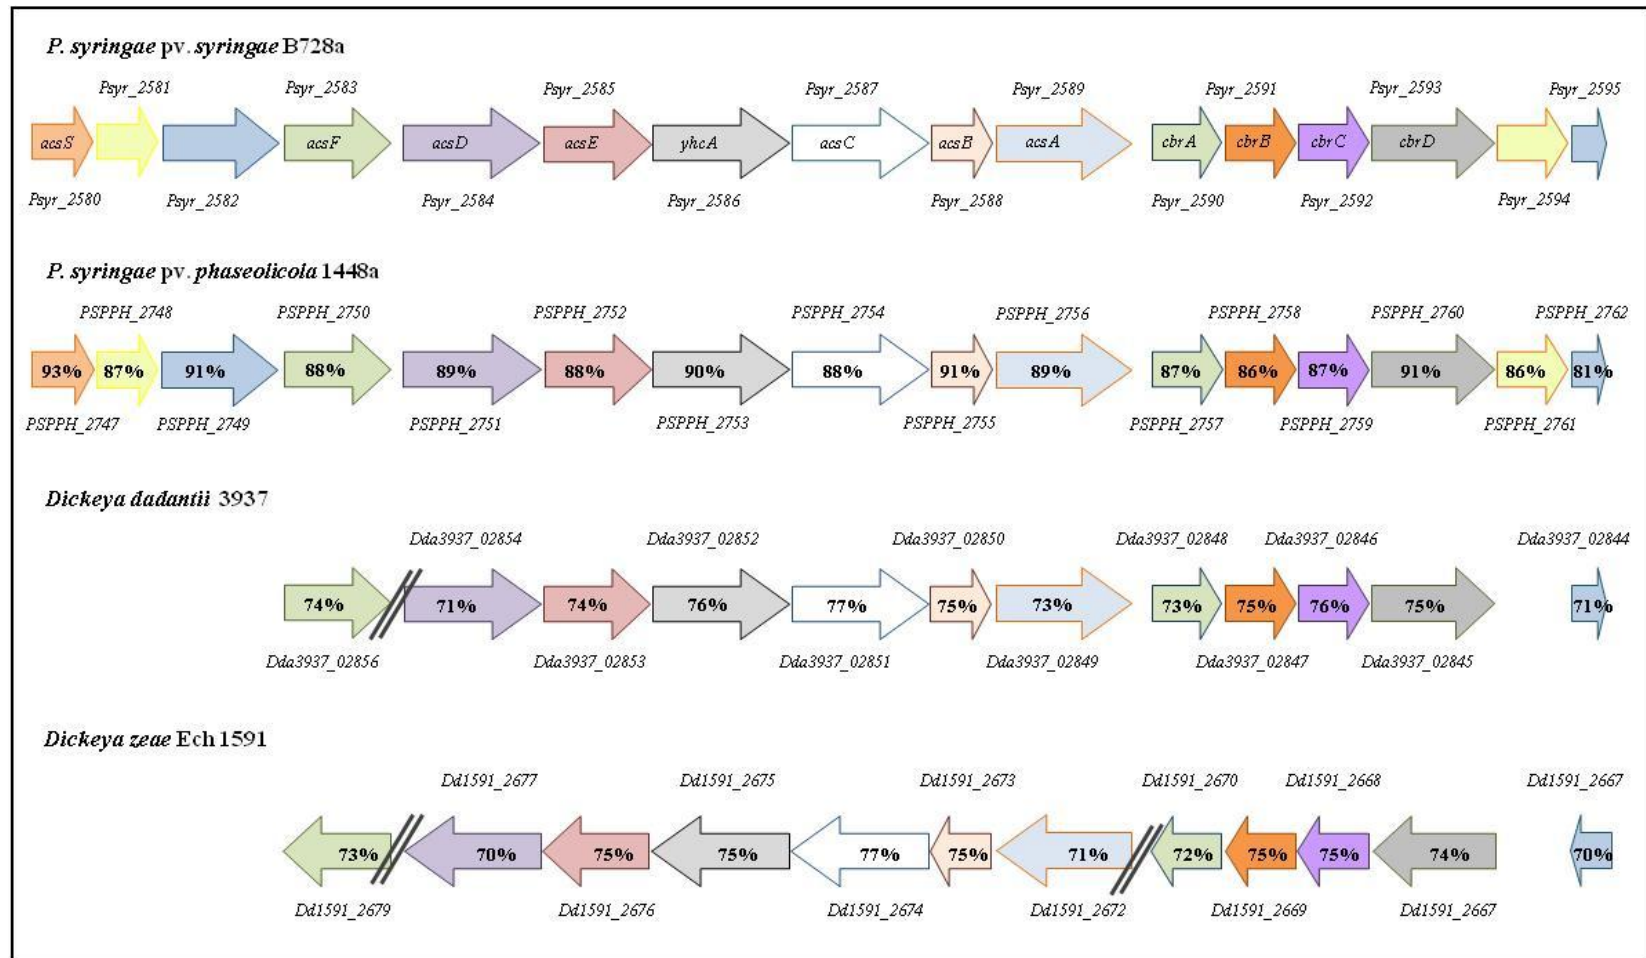 P. syringae pv. syringae B728a
Psyr_2581 Psyr_2583 Psyr_2585 Psyr_2587 Psyr_2589 Psyr_2591 Psyr_2593 Psyr_2595
acsS acsF acsD acsE yhcA acsC acsB acsA cbrA cbrB cbrC cbrD
Psyr_2580 Psyr_2582 Psyr_2584 Psyr_2586 Psyr_2588 Psyr_2590 Psyr_2592 Psyr_2594
P. syringae pv. phaseolicola 1448a
PSPPH_2748 PSPPH_2750 PSPPH_2752 PSPPH_2754 PSPPH_2756 PSPPH_2758 PSPPH_2760 PSPPH_2762
93% 87% 91% 88% 89% 88% 90% 88% 91% 89% 87% 86% 87% 91% 86% 81%
PSPPH_2747 PSPPH_2749 PSPPH_2751 PSPPH_2753 PSPPH_2755 PSPPH_2757 PSPPH_2759 PSPPH_2761
Dickeya dadantii 3937
Dda3937_02854 Dda3937_02852 Dda3937_02850 Dda3937_02848 Dda3937_02846 Dda3937_02844
74% 71% 74% 76% 77% 75% 73% 73% 75% 76% 75% 71%
Dda3937_02856 Dda3937_02853 Dda3937_02851 Dda3937_02849 Dda3937_02847 Dda3937_02845
Dickeya zeae Ech 1591
Dd1591_2677 Dd1591_2675 Dd1591_2673 Dd1591_2670 Dd1591_2668 Dd1591_2667
73% 70% 75% 75% 77% 75% 71% 72% 75% 75% 74% 70%
Dd1591_2679 Dd1591_2676 Dd1591_2674 Dd1591_2672 Dd1591_2669 Dd1591_2667